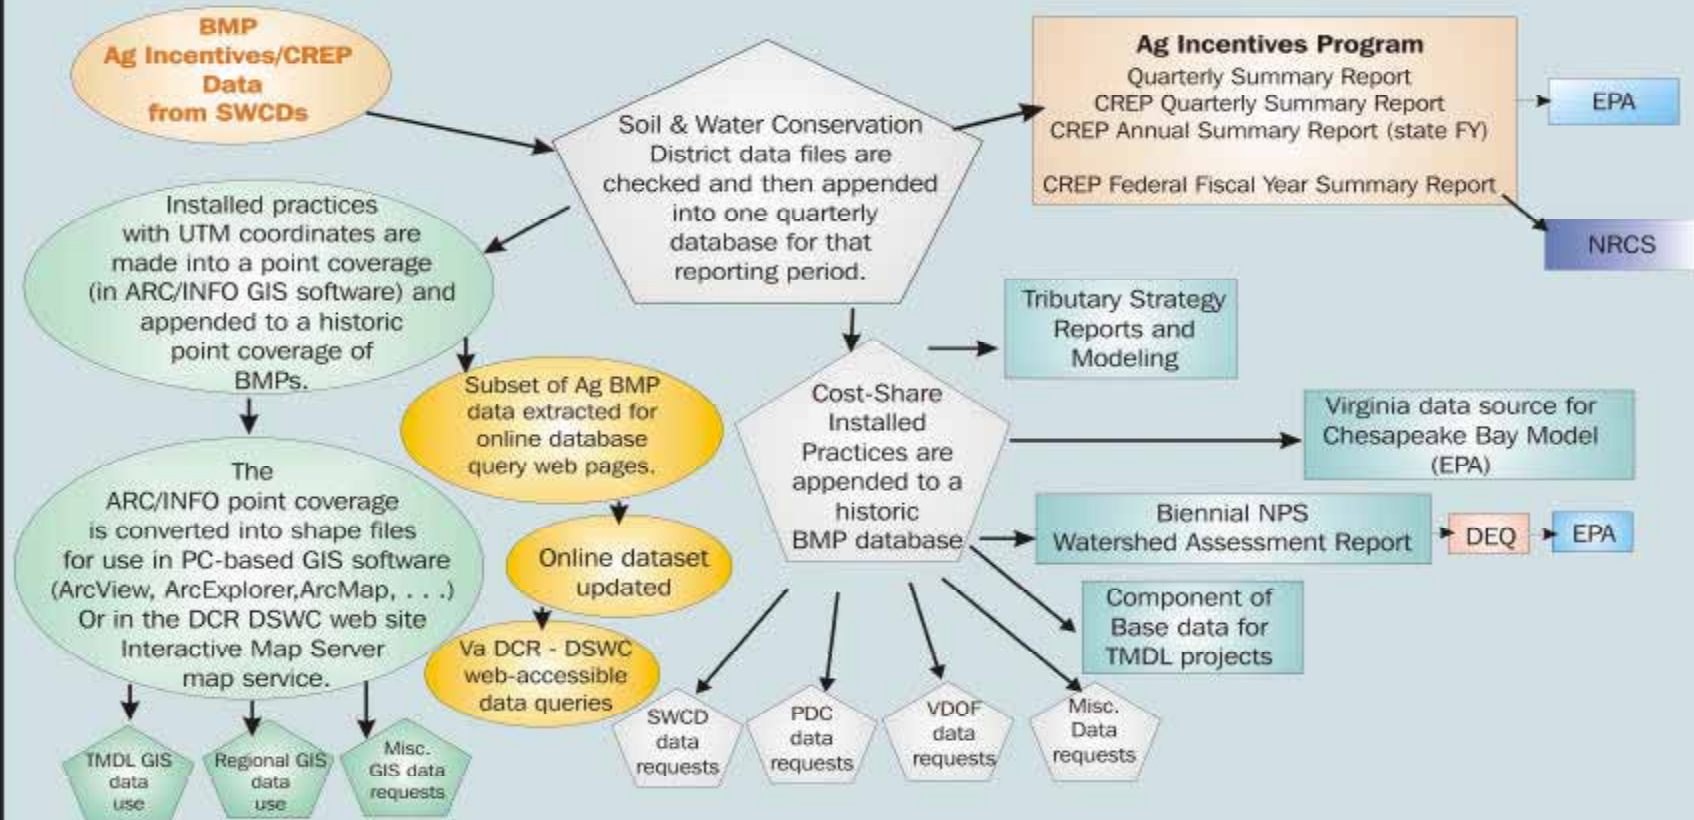 BMP
Ag Incentives/CREP
Data
from SWCDs
Soil & Water Conservation
District data files are
checked and then appended
into one quarterly
database for that
reporting period.
Ag Incentives Program
Quarterly Summary Report
CREP Quarterly Summary Report
CREP Annual Summary Report (state FY)
CREP Federal Fiscal Year Summary Report
EPA
NRCS
Installed practices
with UTM coordinates are
made into a point coverage
(in ARC/INFO GIS software) and
appended to a historic
point coverage of
BMPs.
Subset of Ag BMP
data extracted for
online database
query web pages.
Online dataset
updated
Va DCR - DSWC
web-accessible
data queries
The
ARC/INFO point coverage
is converted into shape files
for use in PC-based GIS software
(ArcView, ArcExplorer,ArcMap, . . .)
Or in the DCR DSWC web site
Interactive Map Server
map service.
TMDL GIS
data
use
Regional GIS
data
use
Misc.
GIS data
requests
Cost-Share
Installed
Practices are
appended to a
historic
BMP database
Tributary Strategy
Reports and
Modeling
Virginia data source for
Chesapeake Bay Model
(EPA)
Biennial NPS
Watershed Assessment Report
DEQ
EPA
Component of
Base data for
TMDL projects
SWCD
data
requests
PDC
data
requests
VDOF
data
requests
Misc.
Data
requests